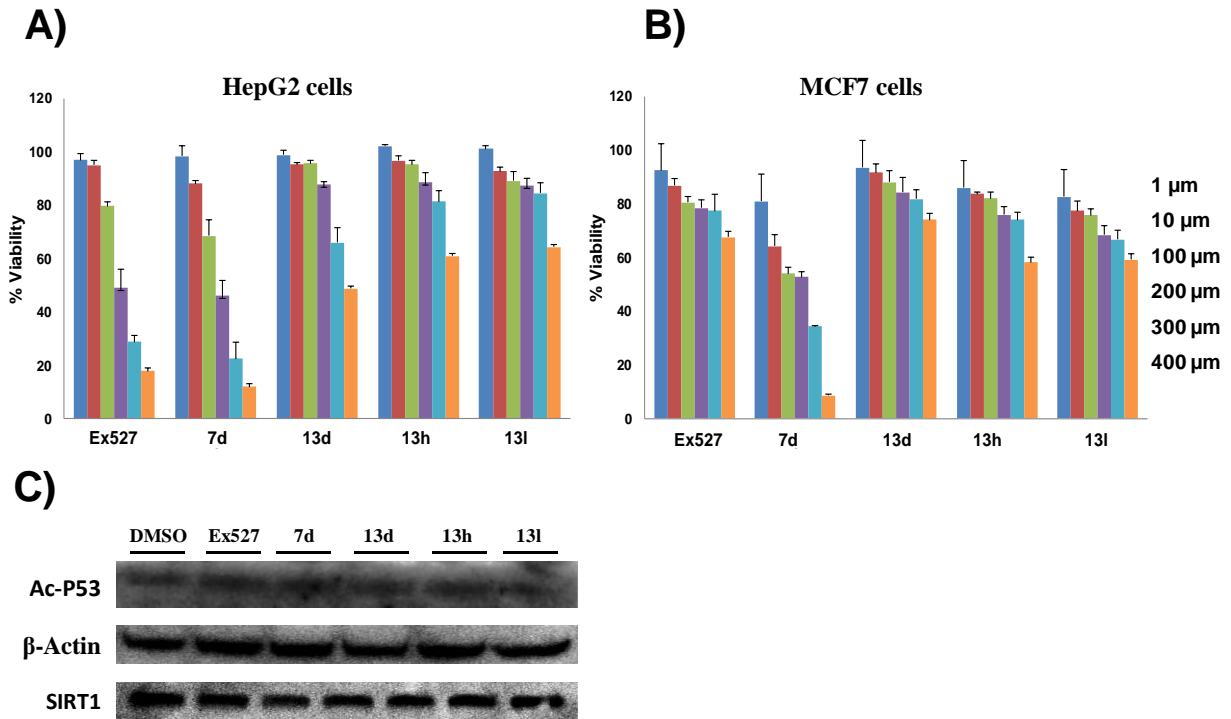 A)
HepG2 cells
120
100
80
60
40
20
0
% Viability
Ex527 7d 13d 13h 13l
B)
MCF7 cells
120
100
80
60
40
20
0
% Viability
Ex527 7d 13d 13h 13l
1 µm
10 µm
100 µm
200 µm
300 µm
400 µm
C)
DMSO Ex527 7d 13d 13h 13l
Ac-P53
β-Actin
SIRT1